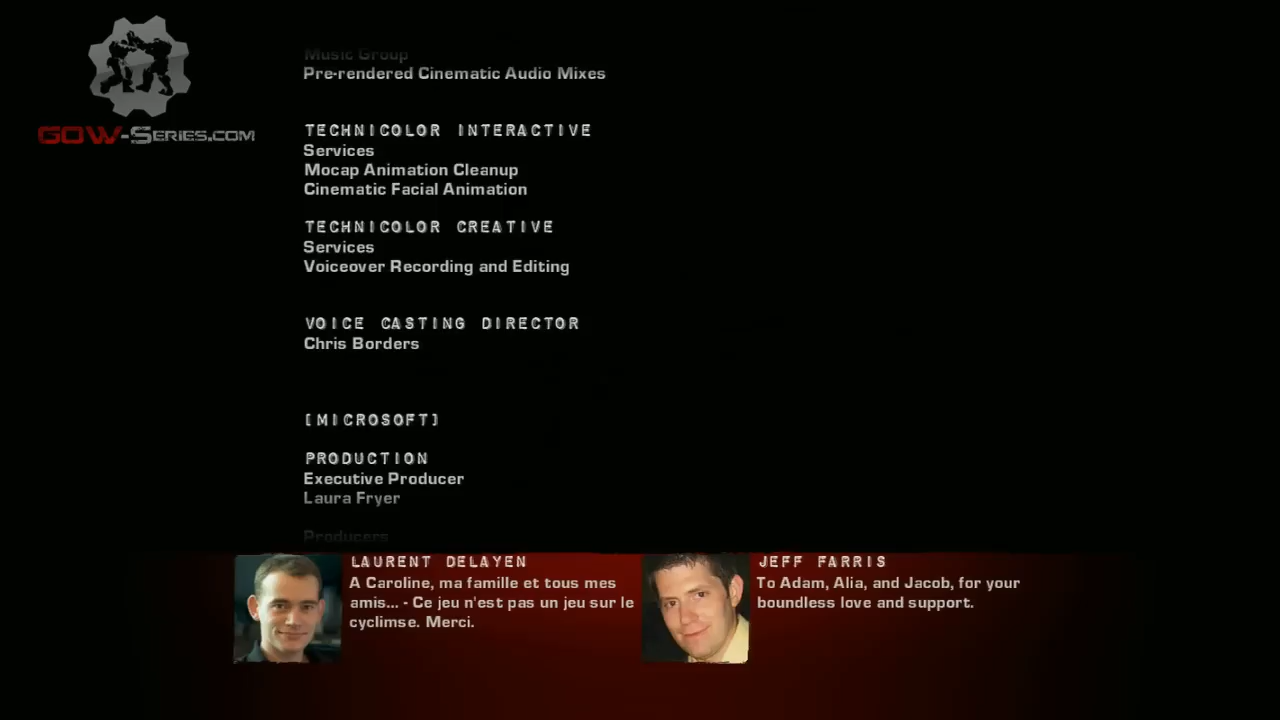 Music Group
Pre-rendered Cinematic Audio Mixes
GOW-SERIES.COM
TECHNICOLOR INTERACTIVE
Services
Mocap Animation Cleanup
Cinematic Facial Animation
TECHNICOLOR CREATIVE
Services
Voiceover Recording and Editing
VOICE CASTING DIRECTOR
Chris Borders
[MICROSOFT]
PRODUCTION
Executive Producer
Laura Fryer
Producers
LAURENT DELAYEN
A Caroline, ma famille et tous mes
amis... - Ce jeu n'est pas un jeu sur le
cyclimse. Merci.
JEFF FARRIS
To Adam, Alia, and Jacob, for your
boundless love and support.